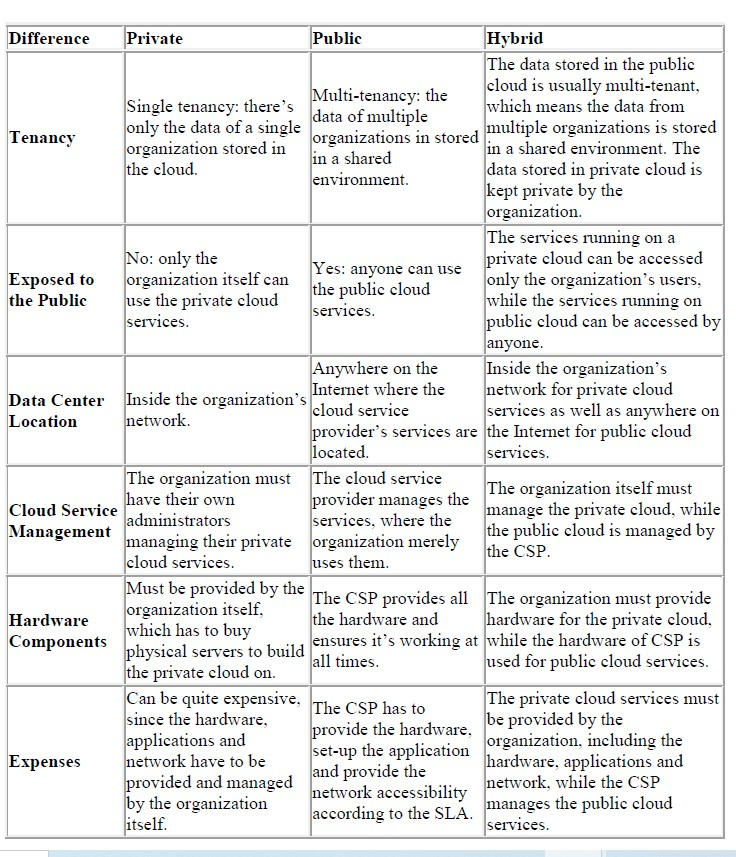 Difference
Private
Public
Hybrid
Tenancy
Single tenancy: there's
only the data of a single
organization stored in
the cloud.
Multi-tenancy: the
data of multiple
organizations in stored
in a shared
environment.
The data stored in the public
cloud is usually multi-tenant,
which means the data from
multiple organizations is stored
in a shared environment. The
data stored in private cloud is
kept private by the
organization.
Exposed to
the Public
No: only the
organization itself can
use the private cloud
services.
Yes: anyone can use
the public cloud
services.
The services running on a
private cloud can be accessed
only the organization's users,
while the services running on
public cloud can be accessed by
anyone.
Data Center
Location
Inside the organization's
network.
Anywhere on the
Internet where the
cloud service
provider's services are
located.
Inside the organization's
network for private cloud
services as well as anywhere on
the Internet for public cloud
services.
Cloud Service
Management
The organization must
have their own
administrators
managing their private
cloud services.
The cloud service
provider manages the
services, where the
organization merely
uses them.
The organization itself must
manage the private cloud, while
the public cloud is managed by
the CSP.
Hardware
Components
Must be provided by the
organization itself,
which has to buy
physical servers to build
the private cloud on.
The CSP provides all
the hardware and
ensures it's working at
all times.
The organization must provide
hardware for the private cloud,
while the hardware of CSP is
used for public cloud services.
Expenses
Can be quite expensive,
since the hardware,
applications and
network have to be
provided and managed
by the organization
itself.
The CSP has to
provide the hardware,
set-up the application
and provide the
network accessibility
according to the SLA.
The private cloud services must
be provided by the
organization, including the
hardware, applications and
network, while the CSP
manages the public cloud
services.